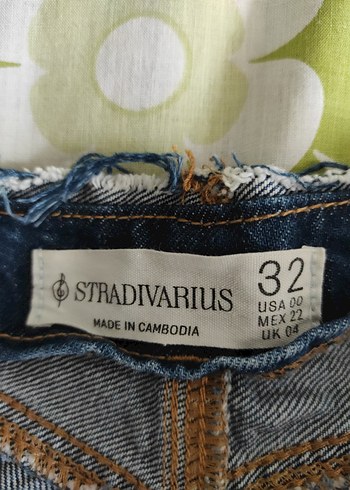 STRADIVARIUS
MADE IN CAMBODIA
32
USA 00
MEX 22
UK 04